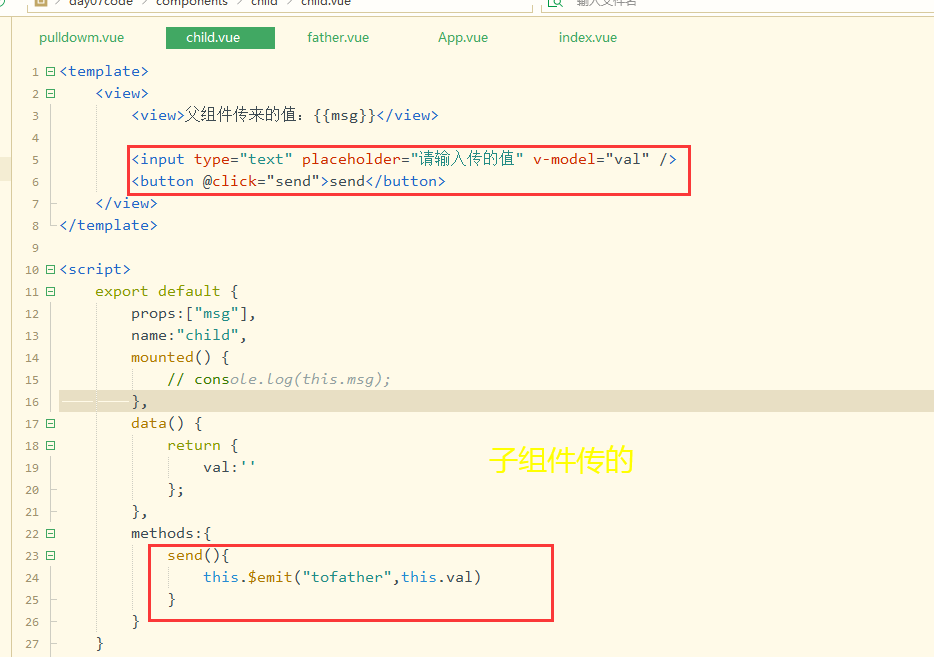 day07code
components
child
child.vue
输入文件名
pulldowm.vue
child.vue
father.vue
App.vue
index.vue
1 <template>
2 <view>
3 <view>父组件传来的值：{{msg}}</view>
4
5 <input type="text" placeholder="请输入传的值" v-model="val" />
6 <button @click="send">send</button>
7 </view>
8 </template>
9
10 <script>
11 export default {
12 props:["msg"],
13 name:"child",
14 mounted() {
15 // console.log(this.msg);
16 },
17 data() {
18 return {
19 val:''
20 };
21 },
22 methods:{
23 send(){
24 this.$emit("tofather",this.val)
25 }
26 }
27 }
子组件传的